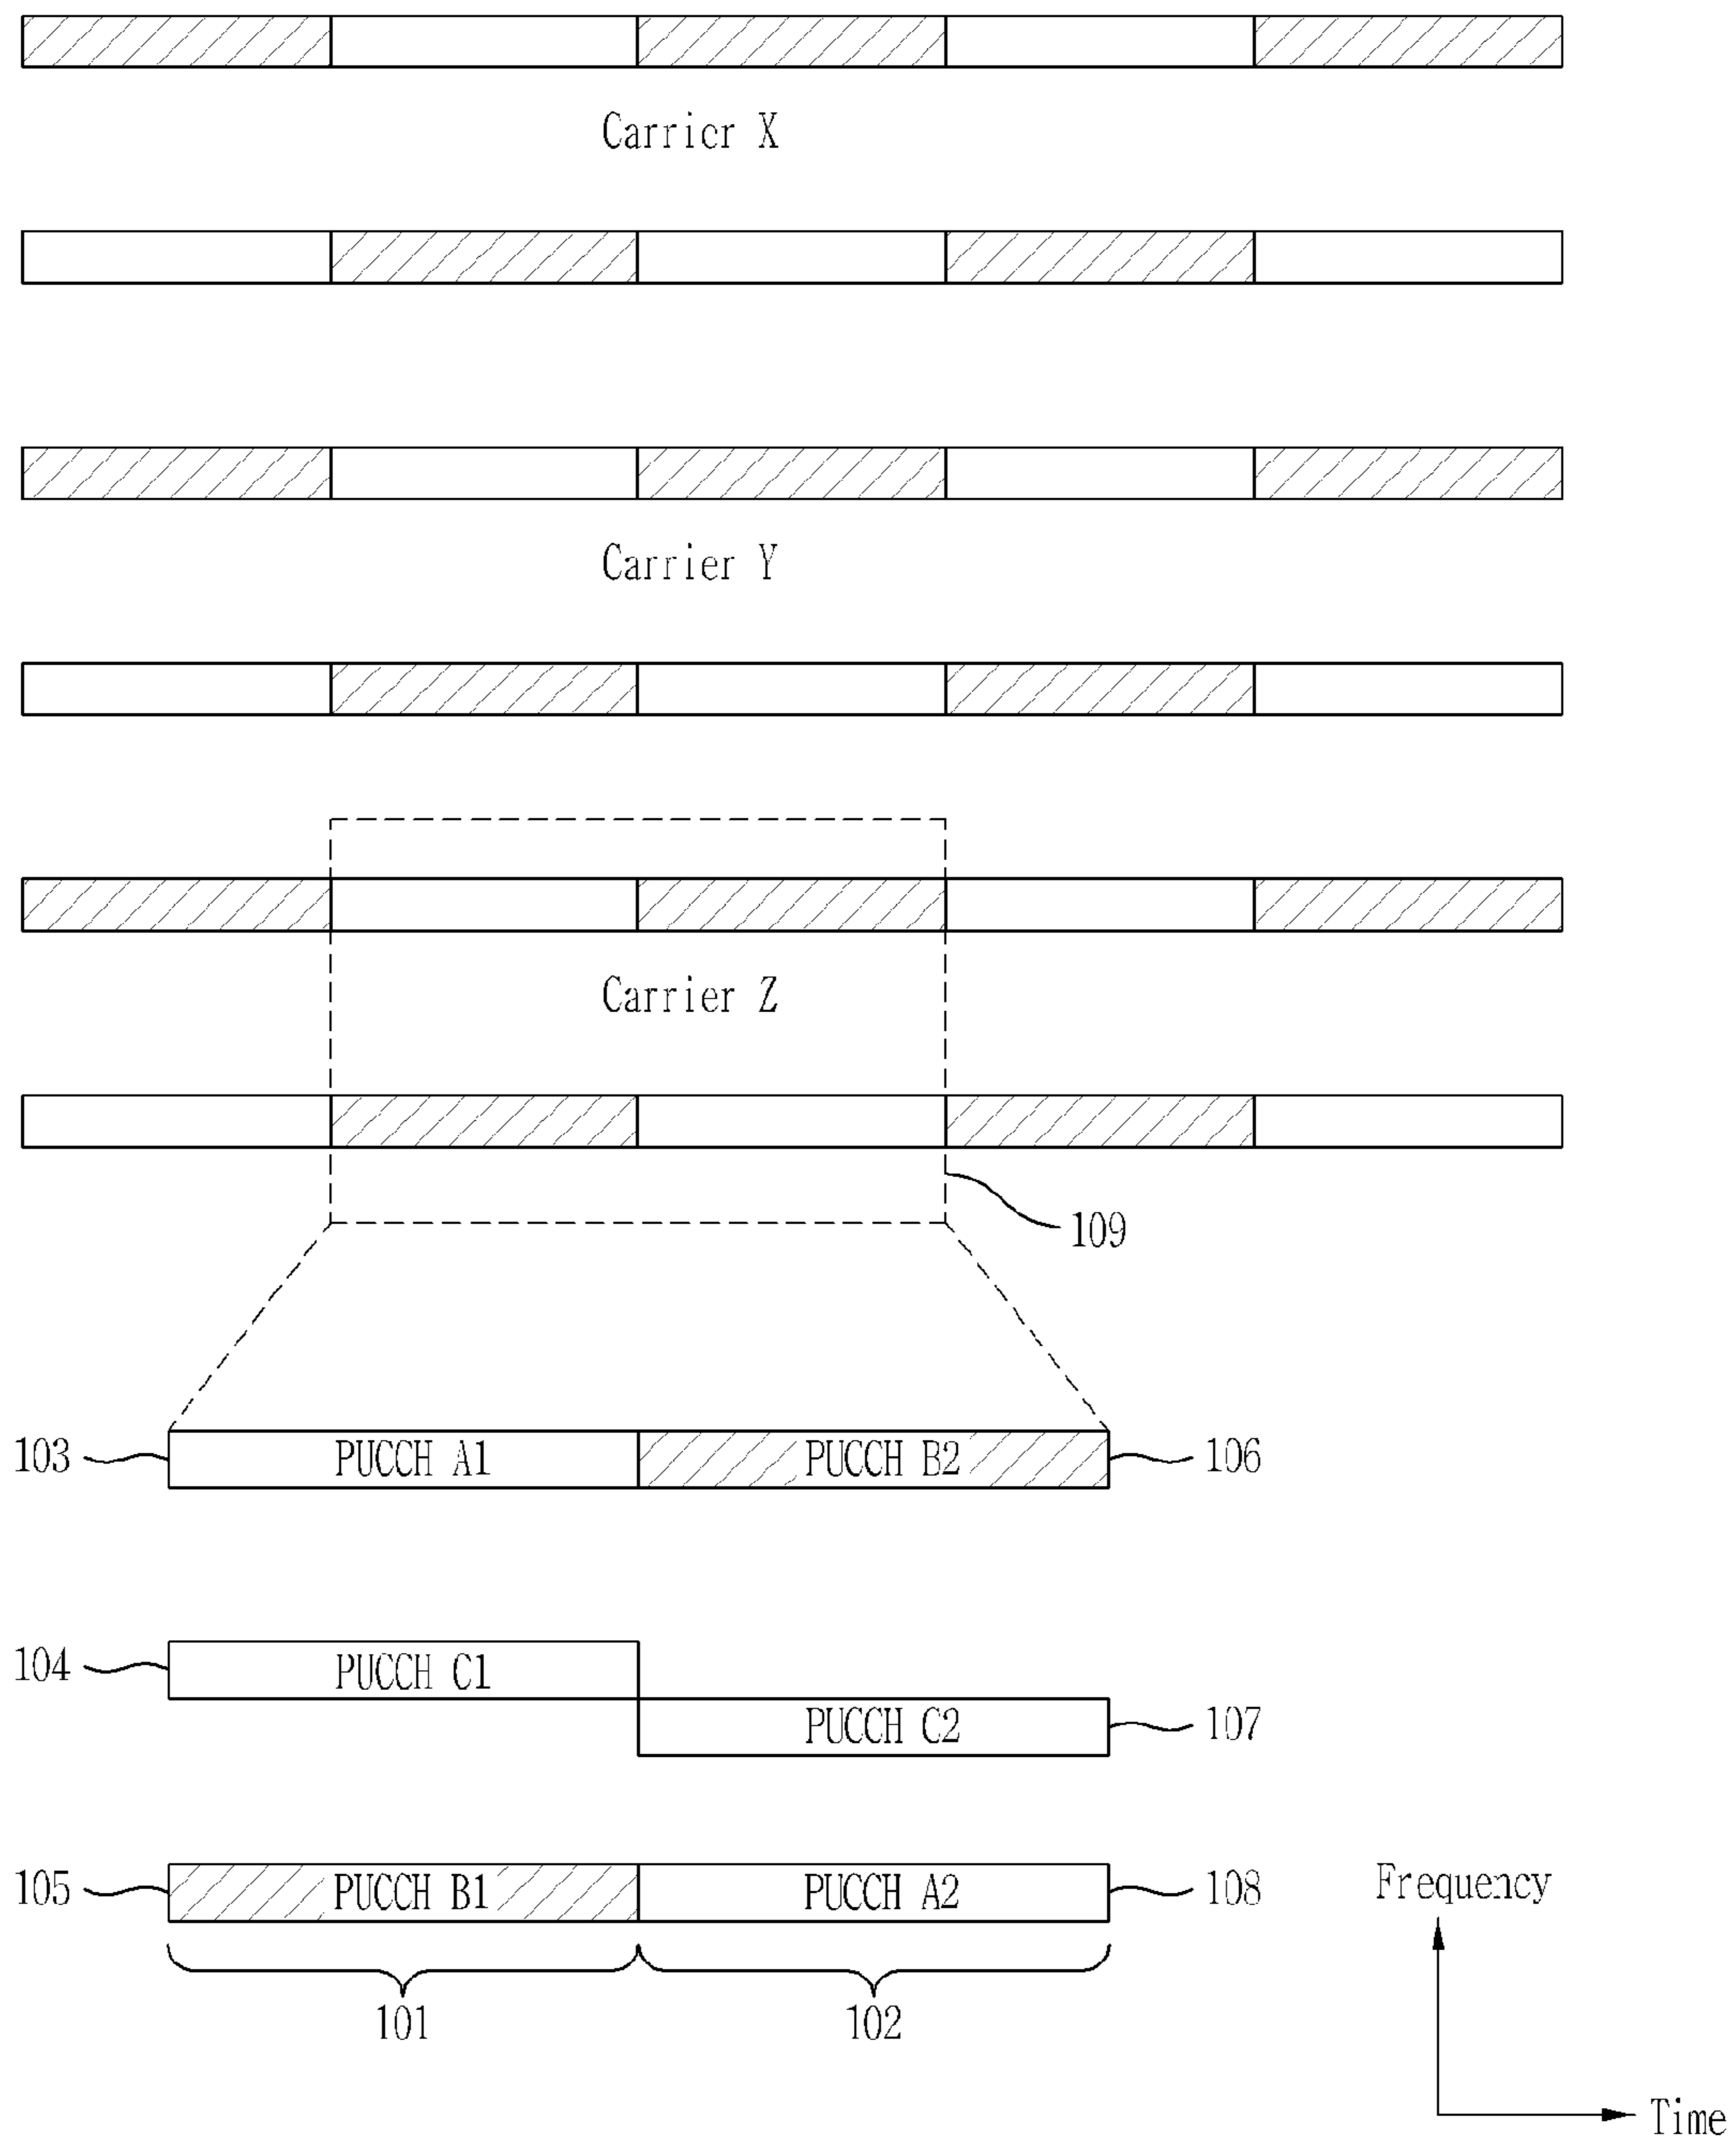 Carrier X
Carrier Y
Carrier Z
109
103 PUCCH A1 PUCCH B2 106
104 PUCCH C1
PUCCH C2 107
105 PUCCH B1 PUCCH A2 108
Frequency
101 102
Time